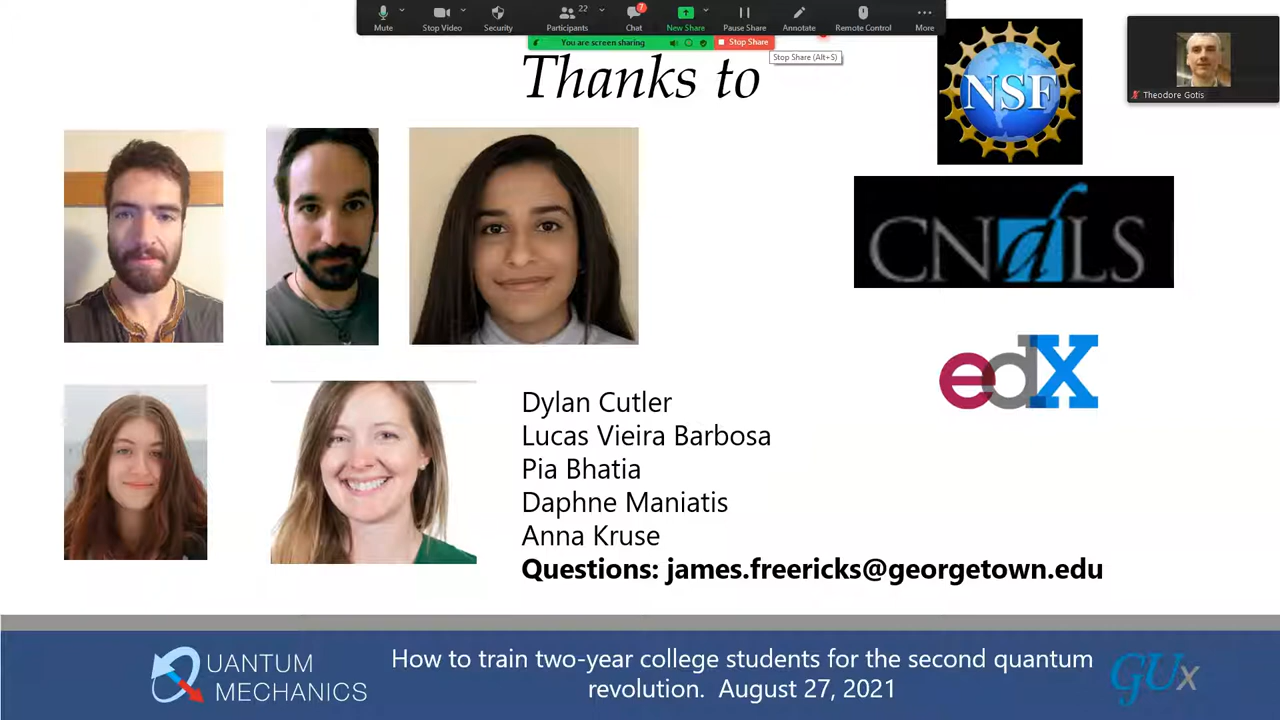 22
7
Mute
Stop Video
Security
Participants
Chat
New Share
Pause Share
Annotate
Remote Control
More
You are screen sharing
Stop Share
Stop Share (Alt+S)
Thanks to
NSF
Theodore Gotis
CNdLS
edX
Dylan Cutler
Lucas Vieira Barbosa
Pia Bhatia
Daphne Maniatis
Anna Kruse
Questions: james.freericks@georgetown.edu
QUANTUM
MECHANICS
How to train two-year college students for the second quantum
revolution. August 27, 2021
GUx